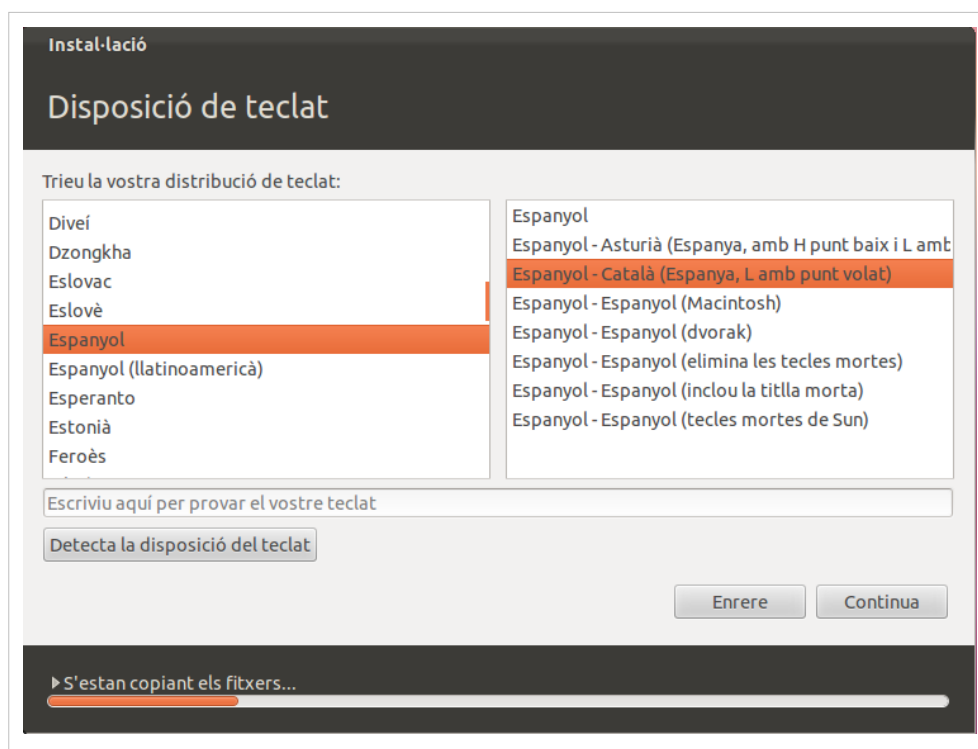 Instal·lació
Disposició de teclat
Trieu la vostra distribució de teclat:
Diveí
Dzongkha
Eslovac
Eslovè
Espanyol
Espanyol (llatinoamericà)
Esperanto
Estonià
Feroès
Espanyol
Espanyol - Asturià (Espanya, amb H punt baix i L amb
Espanyol - Català (Espanya, L amb punt volat)
Espanyol - Espanyol (Macintosh)
Espanyol - Espanyol (dvorak)
Espanyol - Espanyol (elimina les tecles mortes)
Espanyol - Espanyol (inclou la titlla morta)
Espanyol - Espanyol (tecles mortes de Sun)
Escriviu aquí per provar el vostre teclat
Detecta la disposició del teclat
Enrere
Continua
S'estan copiant els fitxers...